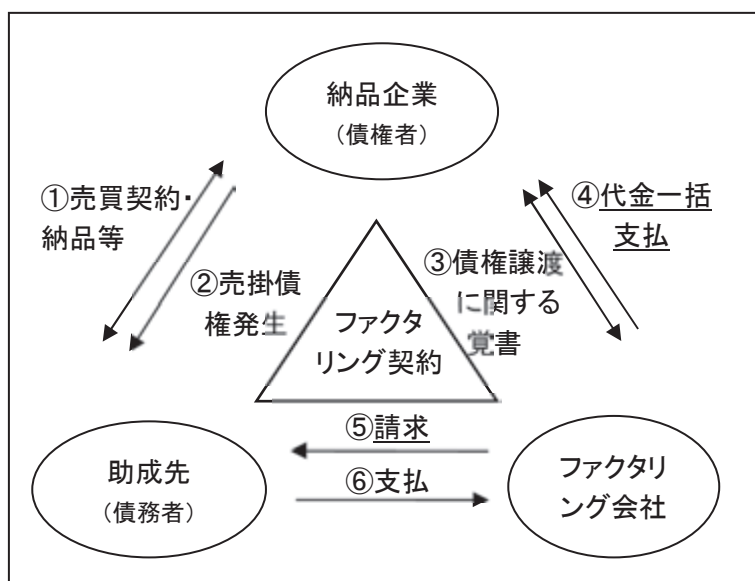 納品企業
（債権者）
①売買契約・
納品等
④代金一括
支払
②売掛債
権発生
③債権譲渡
に関する
覚書
ファクタ
リング契約
⑤請求
⑥支払
助成先
（債務者）
ファクタリ
ング会社